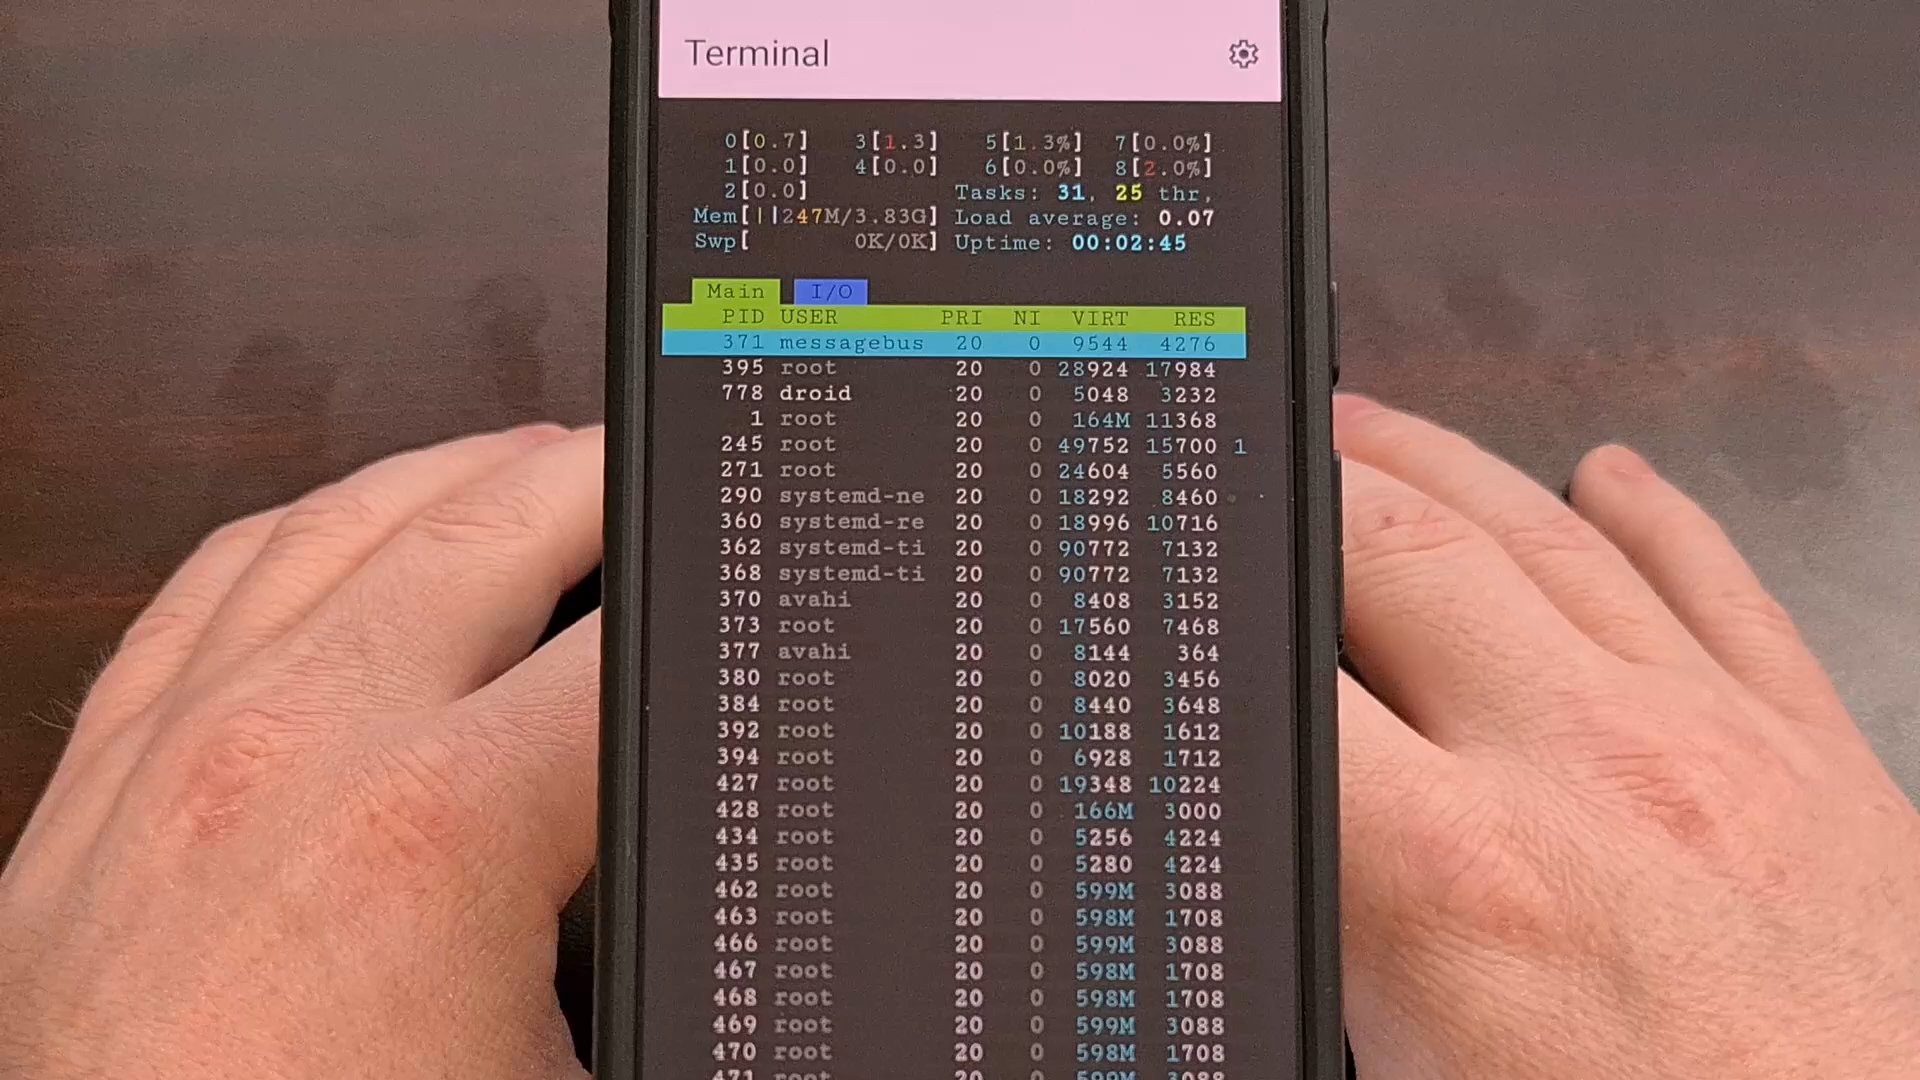 Terminal
0[0.7] 3[1.3] 5[1.3%] 7[0.0%]
1[0.0] 4[0.0] 6[0.0%] 8[2.0%]
2[0.0] Tasks: 31, 25 thr,
Mem[||247M/3.83G] Load average: 0.07
Swp[ 0K/0K] Uptime: 00:02:45
Main I/O
PID USER PRI NI VIRT RES
371 messagebus 20 0 9544 4276
395 root 20 0 28924 17984
778 droid 20 0 5048 3232
1 root 20 0 164M 11368
245 root 20 0 49752 15700 1
271 root 20 0 24604 5560
290 systemd-ne 20 0 18292 8460
360 systemd-re 20 0 18996 10716
362 systemd-ti 20 0 90772 7132
368 systemd-ti 20 0 90772 7132
370 avahi 20 0 8408 3152
373 root 20 0 17560 7468
377 avahi 20 0 8144 364
380 root 20 0 8020 3456
384 root 20 0 8440 3648
392 root 20 0 10188 1612
394 root 20 0 6928 1712
427 root 20 0 19348 10224
428 root 20 0 166M 3000
434 root 20 0 5256 4224
435 root 20 0 5280 4224
462 root 20 0 599M 3088
463 root 20 0 598M 1708
466 root 20 0 599M 3088
467 root 20 0 598M 1708
468 root 20 0 598M 1708
469 root 20 0 599M 3088
470 root 20 0 598M 1708
471 root 20 0 599M 3088